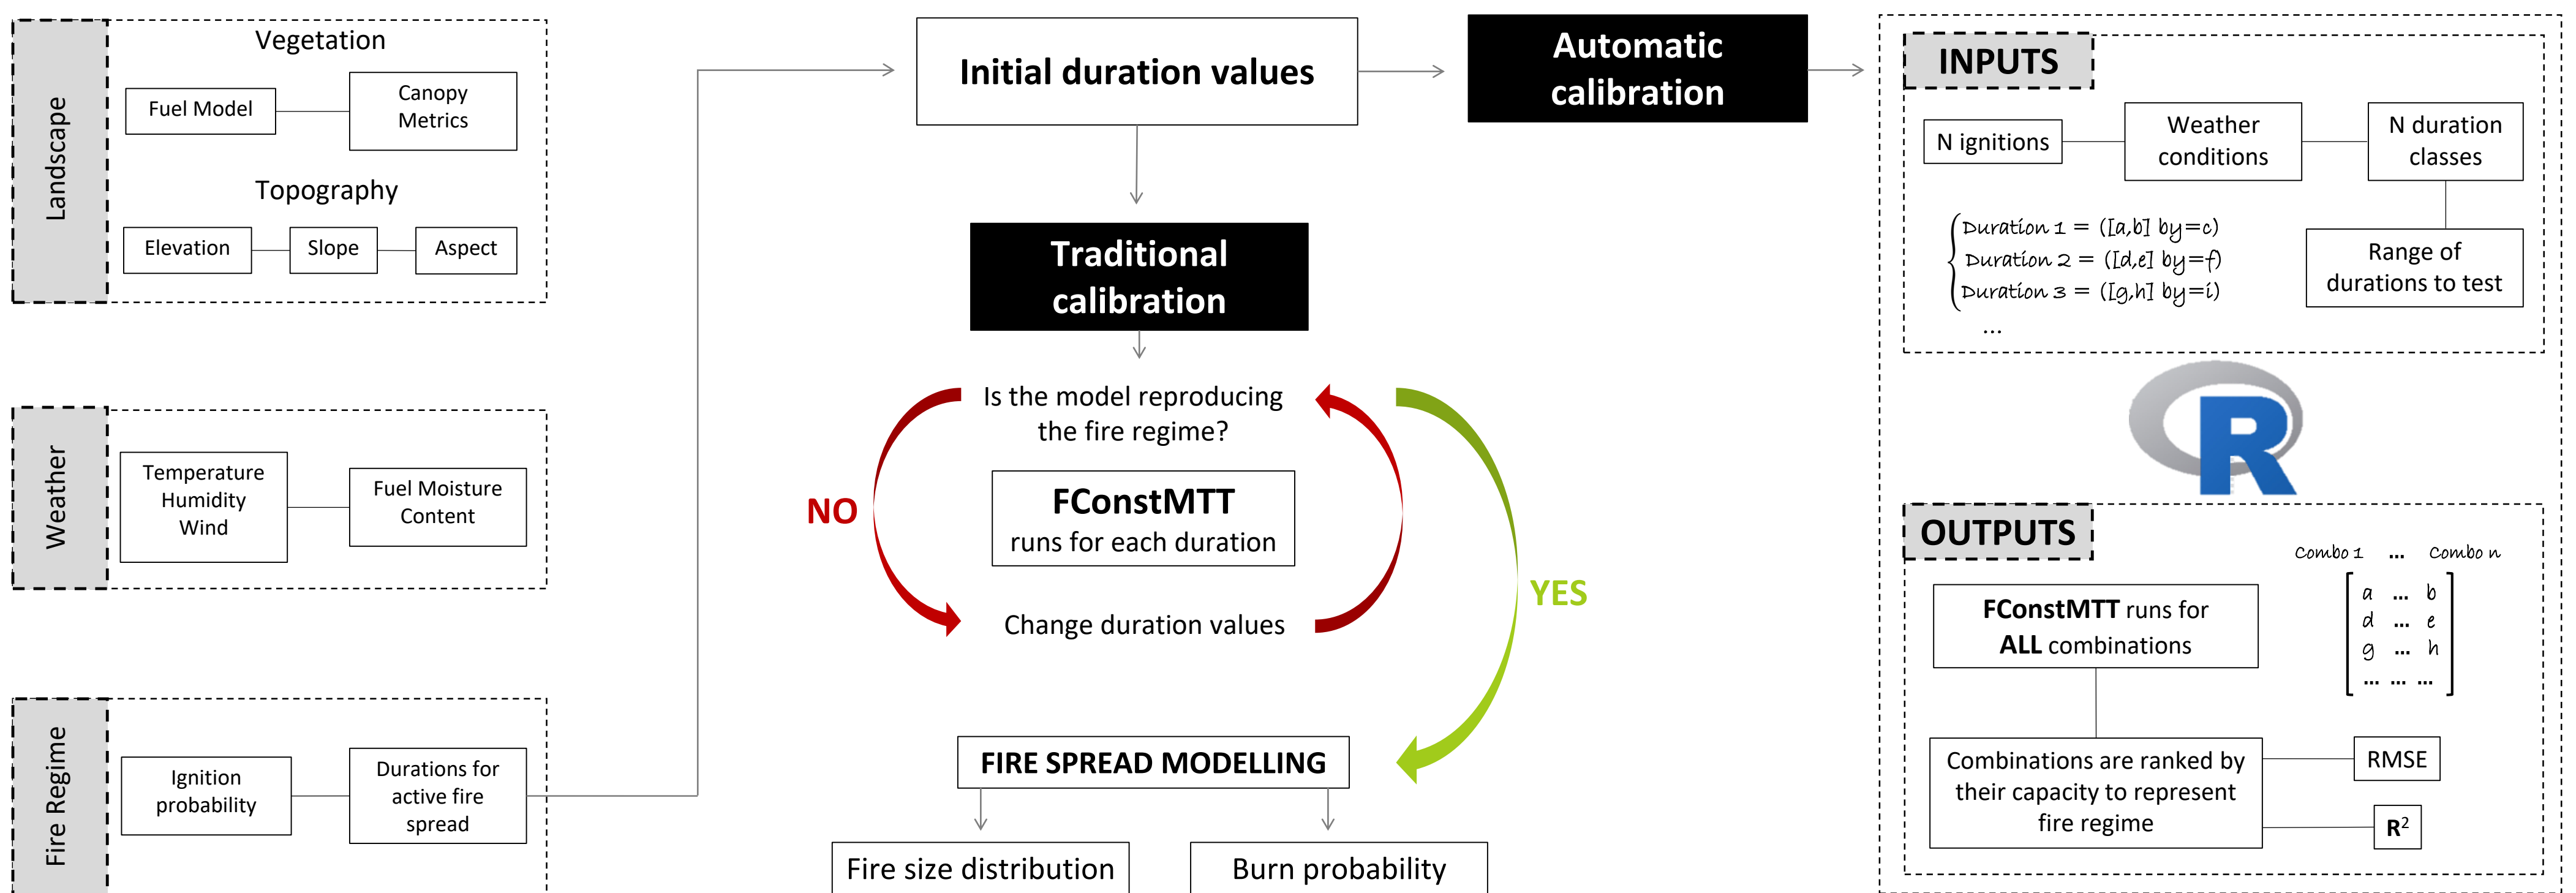 Landscape
Vegetation
Fuel Model
Canopy
Metrics
Topography
Elevation
Slope
Aspect
Weather
Temperature
Humidity
Wind
Fuel Moisture
Content
Fire Regime
Ignition
probability
Durations for
active fire
spread
Initial duration values
Automatic
calibration
Traditional
calibration
Is the model reproducing
the fire regime?
NO
FConstMTT
runs for each duration
YES
Change duration values
FIRE SPREAD MODELLING
Fire size distribution
Burn probability
INPUTS
N ignitions
Weather
conditions
N duration
classes
Duration 1 = ([a,b] by=c)
Duration 2 = ([d,e] by=f)
Duration 3 = ([g,h] by=i)
...
Range of
durations to test
R
OUTPUTS
Combo 1 ... Combo n
a ... b
d ... e
g ... h
... ... ...
FConstMTT runs for
ALL combinations
Combinations are ranked by
their capacity to represent
fire regime
RMSE
R²